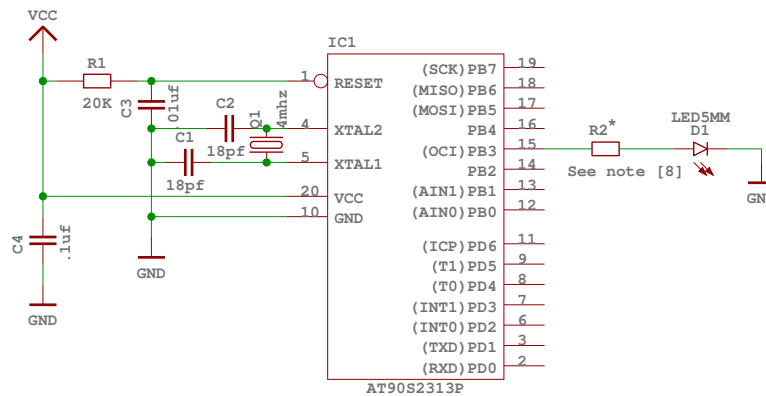 VCC
IC1
R1
20K
C3
.01uf
C2
18pf
C1
18pf
Q1
4mhz
C4
.1uf
GND
GND
1 RESET
4 XTAL2
5 XTAL1
20 VCC
10 GND
(SCK)PB7 19
(MISO)PB6 18
(MOSI)PB5 17
PB4 16
(OCI)PB3 15
PB2 14
(AIN1)PB1 13
(AIN0)PB0 12
(ICP)PD6 11
(T1)PD5 9
(T0)PD4 8
(INT1)PD3 7
(INT0)PD2 6
(TXD)PD1 3
(RXD)PD0 2
AT90S2313P
R2*
See note [8]
LED5MM
D1
GN